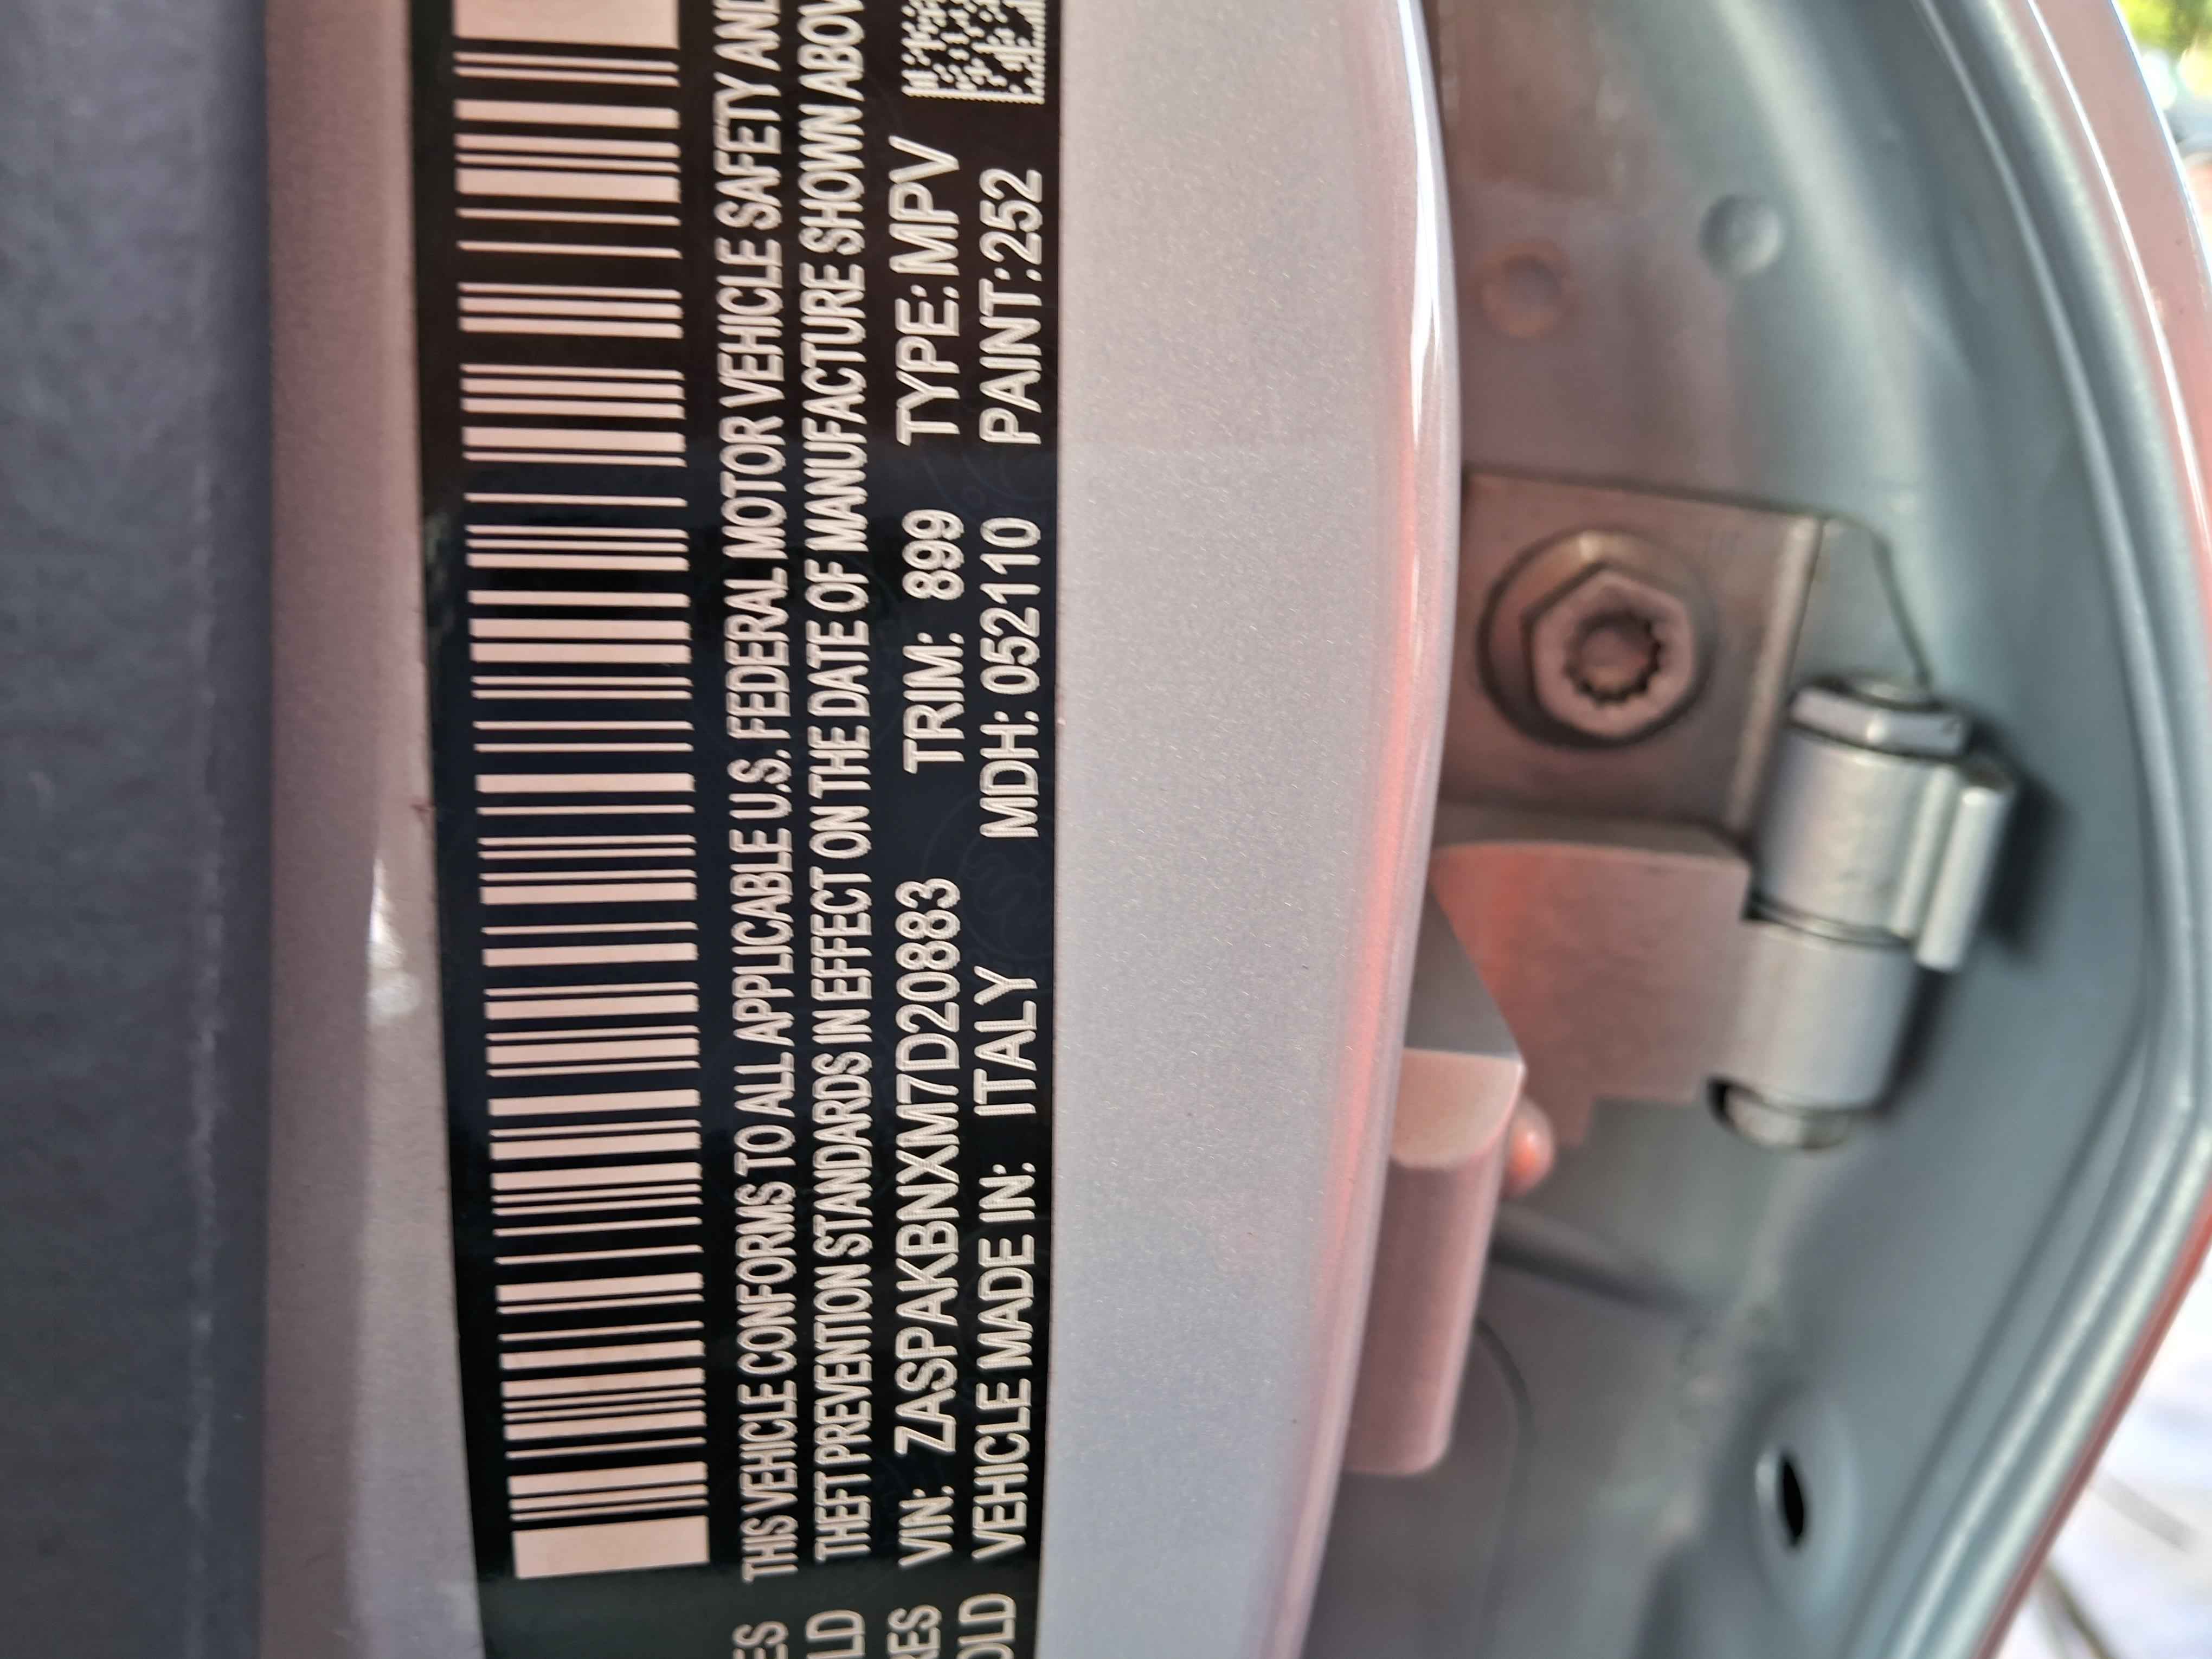 THIS VEHICLE CONFORMS TO ALL APPLICABLE U.S. FEDERAL MOTOR VEHICLE SAFETY AND
THEFT PREVENTION STANDARDS IN EFFECT ON THE DATE OF MANUFACTURE SHOWN ABOV
VIN: ZASPAKBNXM7D20883 TRIM: 899 TYPE: MPV
VEHICLE MADE IN: ITALY MDH: 052110 PAINT:252